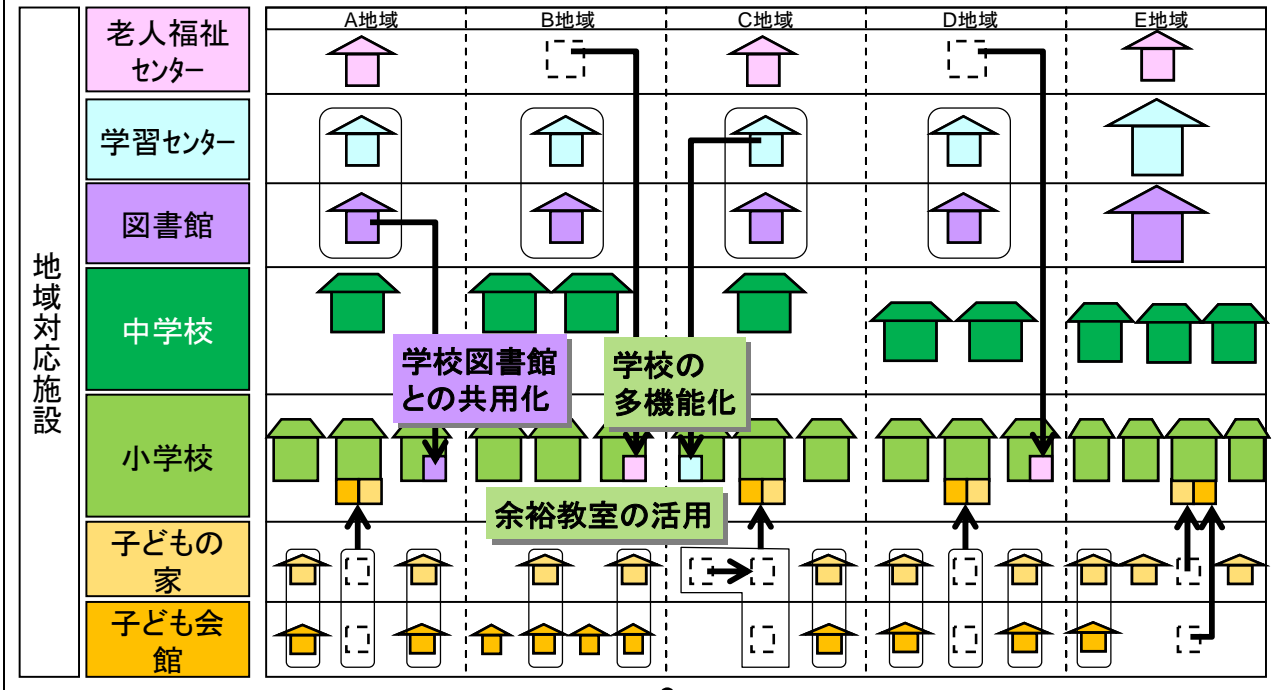 A地域
B地域
C地域
D地域
E地域
地域対応施設
老人福祉
センター
学習センター
図書館
中学校
学校図書館
との共用化
学校の
多機能化
小学校
余裕教室の活用
子どもの
家
子ども会
館